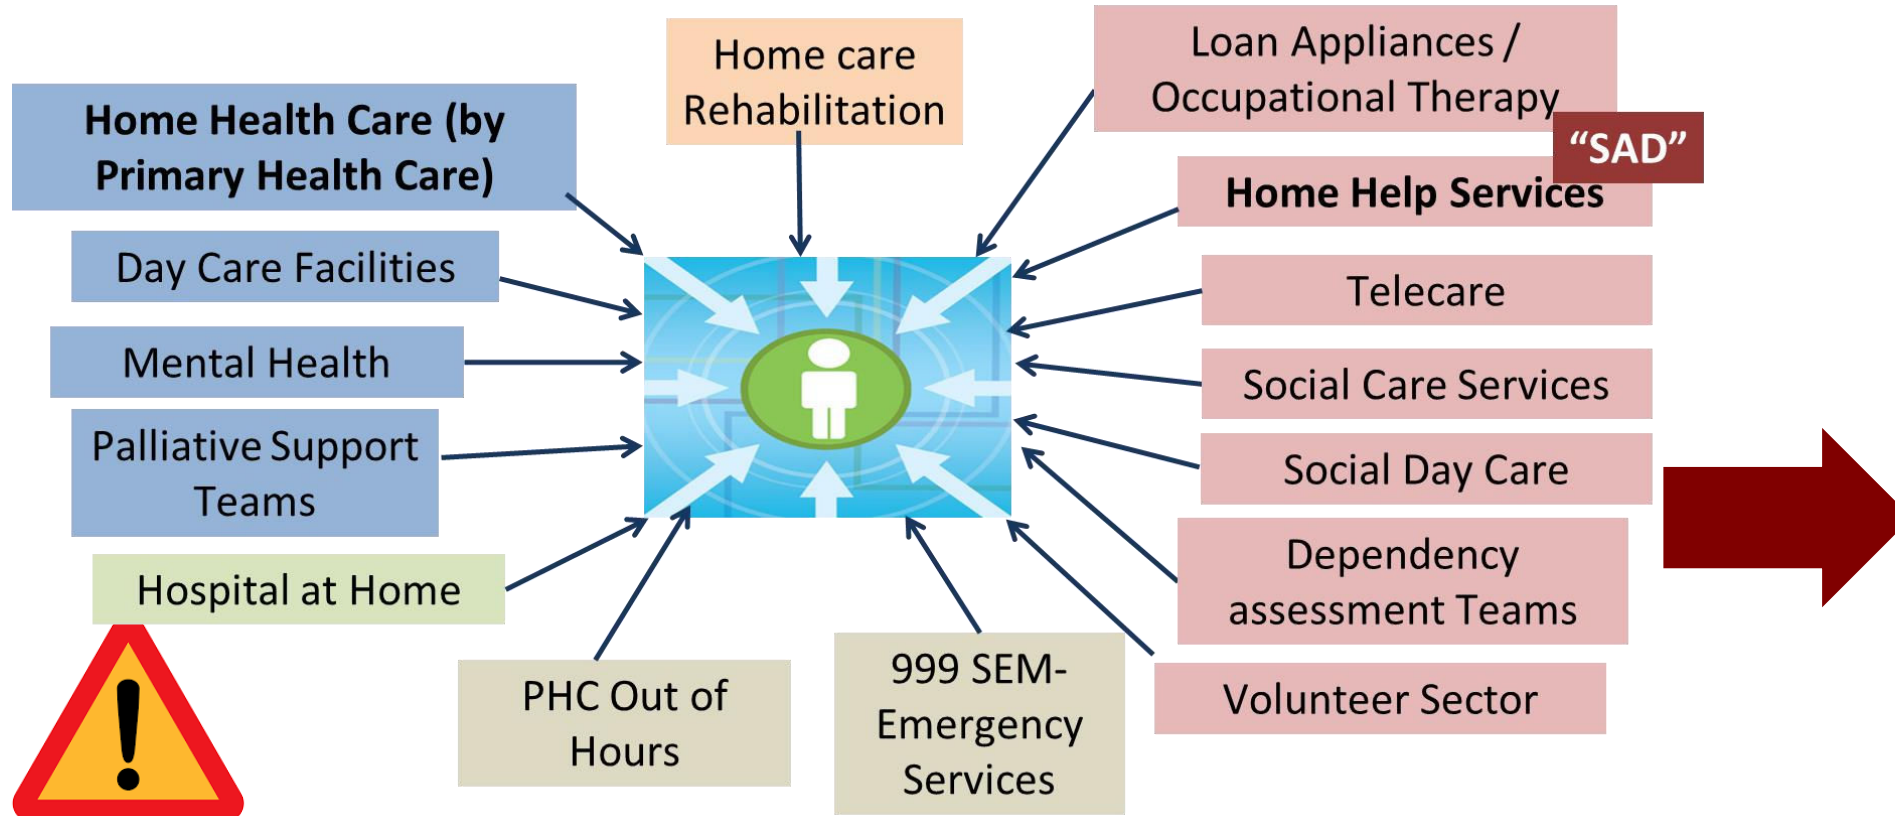 Home care
Rehabilitation
Loan Appliances /
Occupational Therapy
“SAD”
Home Health Care (by
Primary Health Care)
Home Help Services
Day Care Facilities
Telecare
Mental Health
Social Care Services
Palliative Support
Teams
Social Day Care
Hospital at Home
Dependency
assessment Teams
PHC Out of
Hours
999 SEM-
Emergency
Services
Volunteer Sector